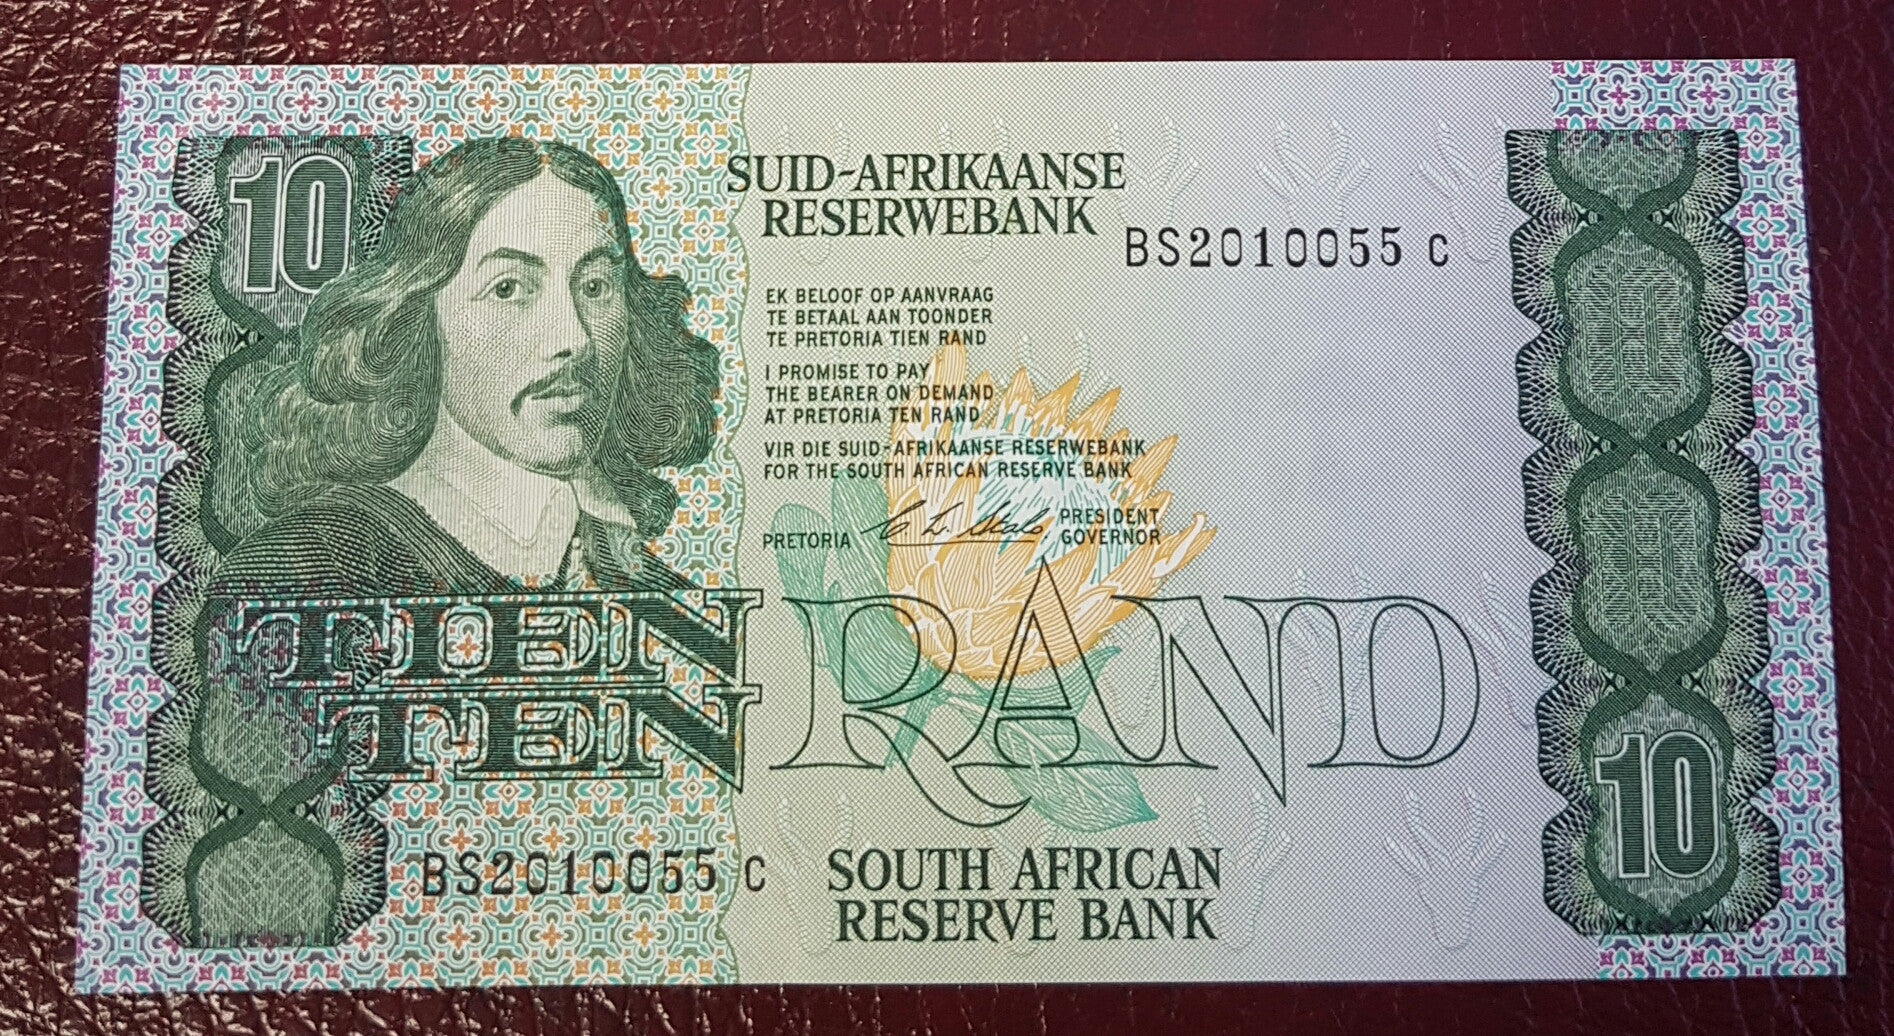 10
SUID-AFRIKAANSE
RESERWEBANK
BS2010055 C
EK BELOOF OP AANVRAAG
TE BETAAL AAN TOONDER
TE PRETORIA TIEN RAND
I PROMISE TO PAY
THE BEARER ON DEMAND
AT PRETORIA TEN RAND
VIR DIE SUID-AFRIKAANSE RESERWEBANK
FOR THE SOUTH AFRICAN RESERVE BANK
PRETORIA
PRESIDENT
GOVERNOR
TIEN
TEN
RAND
10
BS2010055 C
SOUTH AFRICAN
RESERVE BANK